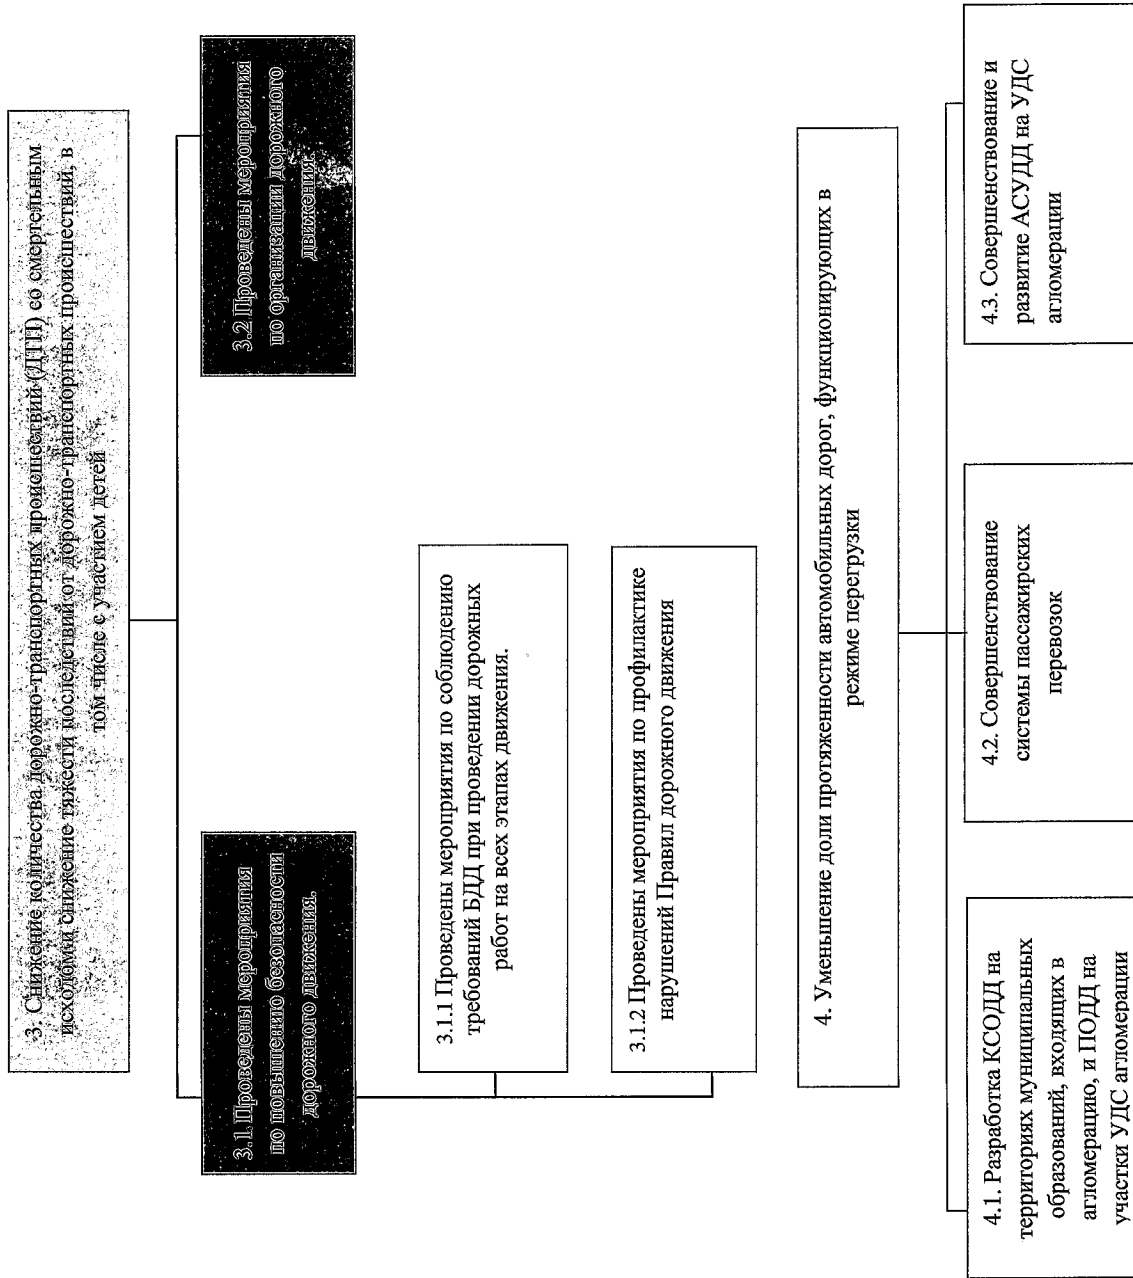 3. Снижение количества дорожно-транспортных происшествий (ДТП) со смертельным
исходом и снижение тяжести последствий от дорожно-транспортных происшествий, в
том числе с участием детей
3.1. Проведены мероприятия
по повышению безопасности
дорожного движения.
3.2 Проведены мероприятия
по организации дорожного
движения.
3.1.1 Проведены мероприятия по соблюдению
требований БДД при проведении дорожных
работ на всех этапах движения.
3.1.2 Проведены мероприятия по профилактике
нарушений Правил дорожного движения
4. Уменьшение доли протяженности автомобильных дорог, функционирующих в
режиме перегрузки
4.1. Разработка КСОДД на
территориях муниципальных
образований, входящих в
агломерацию, и ПОДД на
участки УДС агломерации
4.2. Совершенствование
системы пассажирских
перевозок
4.3. Совершенствование и
развитие АСУДД на УДС
агломерации